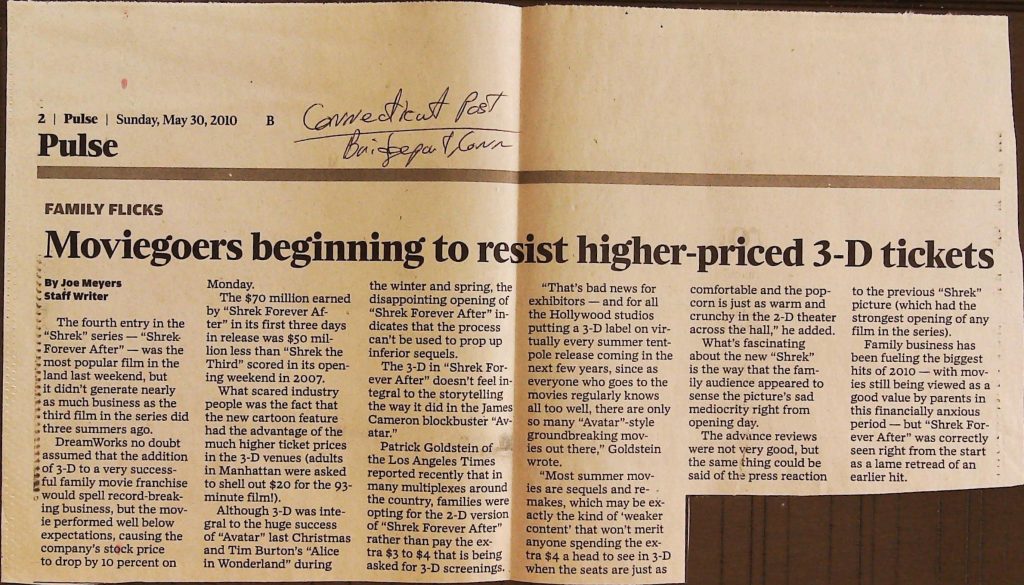 2 | Pulse | Sunday, May 30, 2010 B
Connecticut Post
Bridgeport, Conn
Pulse
FAMILY FLICKS
Moviegoers beginning to resist higher-priced 3-D tickets
By Joe Meyers
Staff Writer
The fourth entry in the
“Shrek” series — “Shrek
Forever After” — was the
most popular film in the
land last weekend, but
it didn’t generate nearly
as much business as the
third film in the series did
three summers ago.
DreamWorks no doubt
assumed that the addition
of 3-D to a very success-
ful family movie franchise
would spell record-break-
ing business, but the mov-
ie performed well below
expectations, causing the
company’s stock price
to drop by 10 percent on
Monday.
The $70 million earned
by “Shrek Forever Af-
ter” in its first three days
in release was $50 mil-
lion less than “Shrek the
Third” scored in its open-
ing weekend in 2007.
What scared industry
people was the fact that
the new cartoon feature
had the advantage of the
much higher ticket prices
in the 3-D venues (adults
in Manhattan were asked
to shell out $20 for the 93-
minute film!).
Although 3-D was inte-
gral to the huge success
of “Avatar” last Christmas
and Tim Burton’s “Alice
in Wonderland” during
the winter and spring, the
disappointing opening of
“Shrek Forever After” in-
dicates that the process
can’t be used to prop up
inferior sequels.
The 3-D in “Shrek For-
ever After” doesn’t feel in-
tegral to the storytelling
the way it did in the James
Cameron blockbuster “Av-
atar.”
Patrick Goldstein of
the Los Angeles Times
reported recently that in
many multiplexes around
the country, families were
opting for the 2-D version
of “Shrek Forever After”
rather than pay the ex-
tra $3 to $4 that is being
asked for 3-D screenings.
“That’s bad news for
exhibitors — and for all
the Hollywood studios
putting a 3-D label on vir-
tually every summer tent-
pole release coming in the
next few years, since as
everyone who goes to the
movies regularly knows
all too well, there are only
so many “Avatar”-style
groundbreaking mov-
ies out there,” Goldstein
wrote.
“Most summer mov-
ies are sequels and re-
makes, which may be ex-
actly the kind of ‘weaker
content’ that won’t merit
anyone spending the ex-
tra $4 a head to see in 3-D
when the seats are just as
comfortable and the pop-
corn is just as warm and
crunchy in the 2-D theater
across the hall,” he added.
What’s fascinating
about the new “Shrek”
is the way that the fam-
ily audience appeared to
sense the picture’s sad
mediocrity right from
opening day.
The advance reviews
were not very good, but
the same thing could be
said of the press reaction
to the previous “Shrek”
picture (which had the
strongest opening of any
film in the series).
Family business has
been fueling the biggest
hits of 2010 — with mov-
ies still being viewed as a
good value by parents in
this financially anxious
period — but “Shrek For-
ever After” was correctly
seen right from the start
as a lame retread of an
earlier hit.